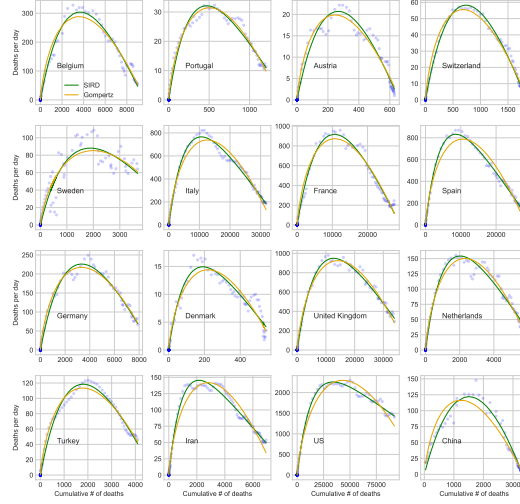 Deaths per day
300
200
100
0
0 2000 4000 6000 8000
Belgium
SIRD
Gompertz
30
20
10
0
0 500 1000
Portugal
20
15
10
5
0
0 200 400 600
Austria
60
40
20
0
0 500 1000 1500
Switzerland
Deaths per day
100
80
60
40
20
0
0 1000 2000 3000
Sweden
800
600
400
200
0
0 10000 20000 30000
Italy
1000
800
600
400
200
0
0 10000 20000
France
800
600
400
200
0
0 10000 20000
Spain
Deaths per day
250
200
150
100
50
0
0 2000 4000 6000 8000
Germany
15
10
5
0
200 400
Denmark
1000
800
600
400
200
0
0 10000 20000 30000
United Kingdom
150
125
100
75
50
25
0
0 2000 4000
Netherlands
Deaths per day
120
100
80
60
40
20
0
0 1000 2000 3000 4000
Cumulative # of deaths
Turkey
150
125
100
75
50
25
0
0 2000 4000 6000
Cumulative # of deaths
Iran
2000
1500
1000
500
0
0 25000 50000 75000
Cumulative # of deaths
US
150
100
50
0
0 1000 2000 3000
Cumulative # of deaths
China